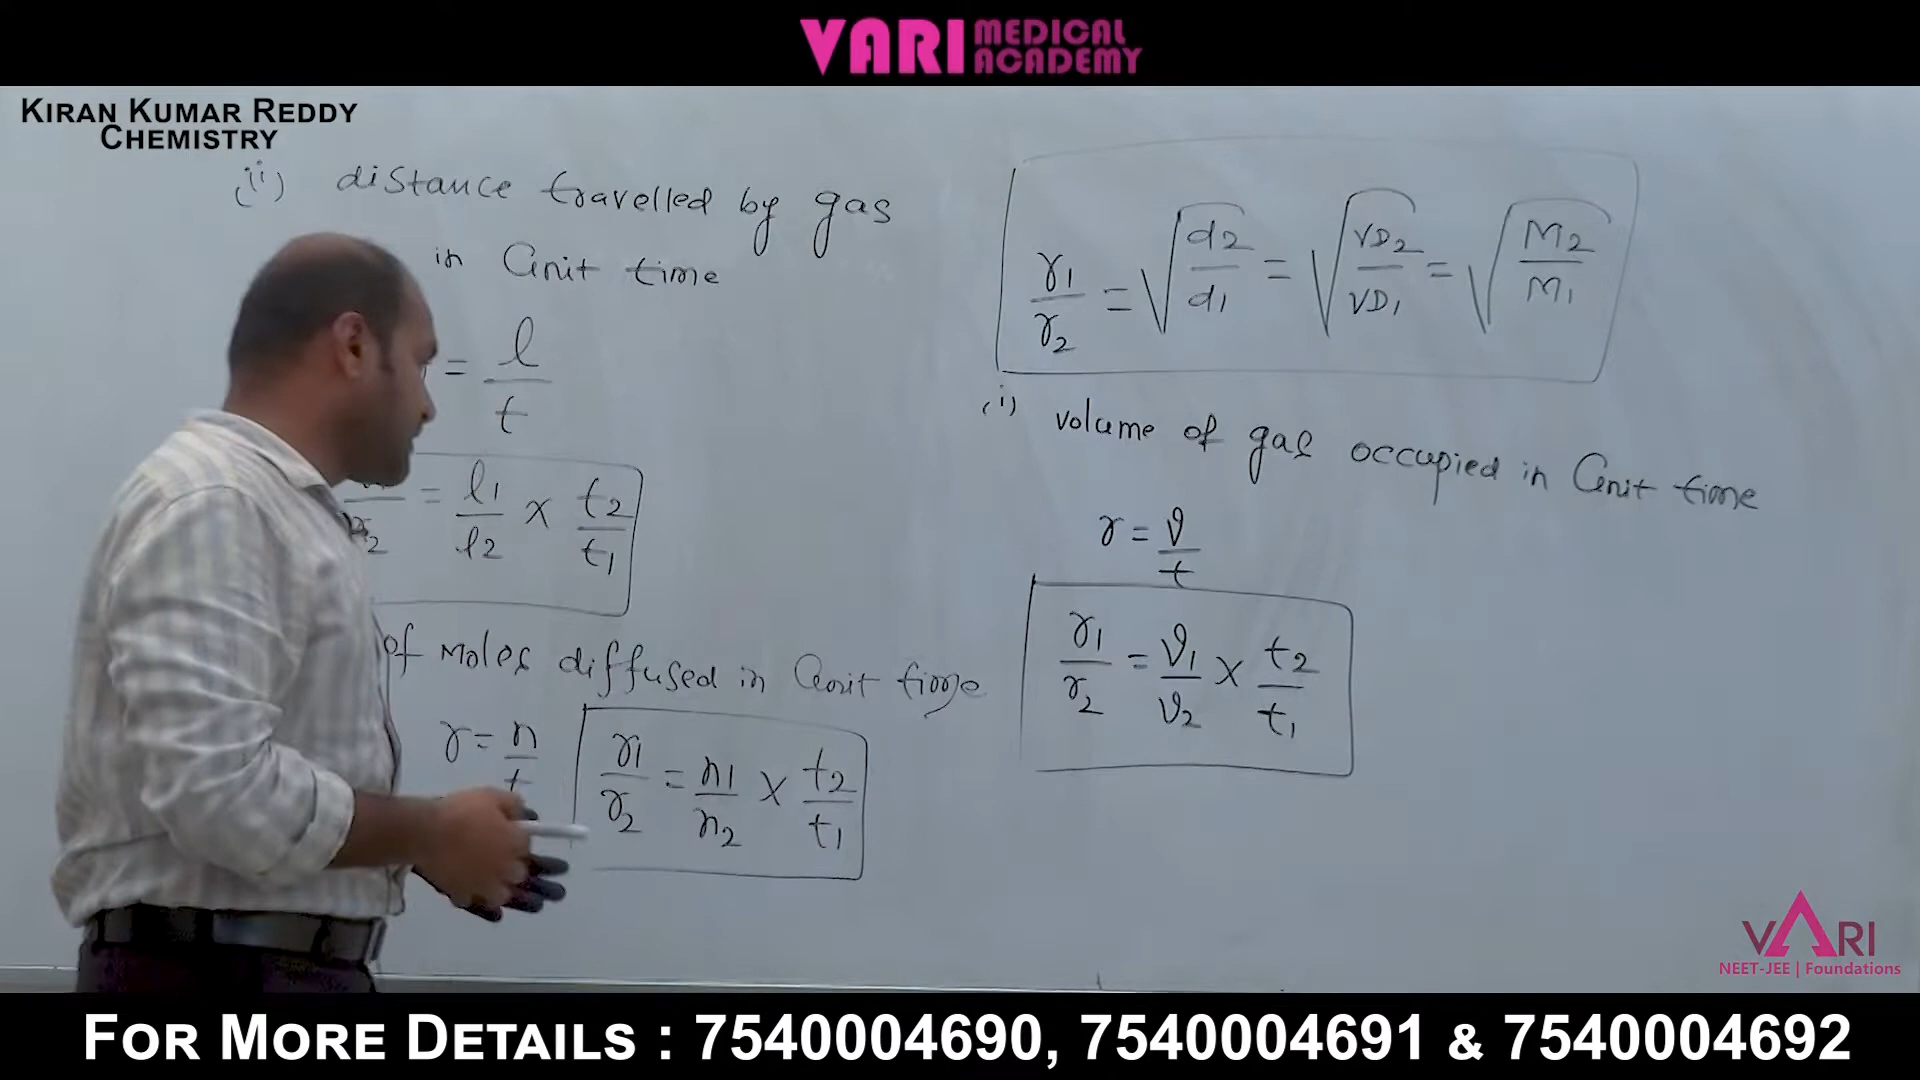 VARI MEDICAL
ACADEMY
KIRAN KUMAR REDDY
CHEMISTRY
(ii) distance travelled by gas
in Unit time
= l/t
r2 = l1/l2 × t2/t1
of Moles diffused in Unit time
r = n/t
r1/r2 = n1/n2 × t2/t1
r1/r2 = √d2/d1 = √VD2/VD1 = √M2/M1
(i) volume of gas occupied in Unit time
r = V/t
r1/r2 = V1/V2 × t2/t1
VARI
NEET-JEE | Foundations
FOR MORE DETAILS : 7540004690, 7540004691 & 7540004692